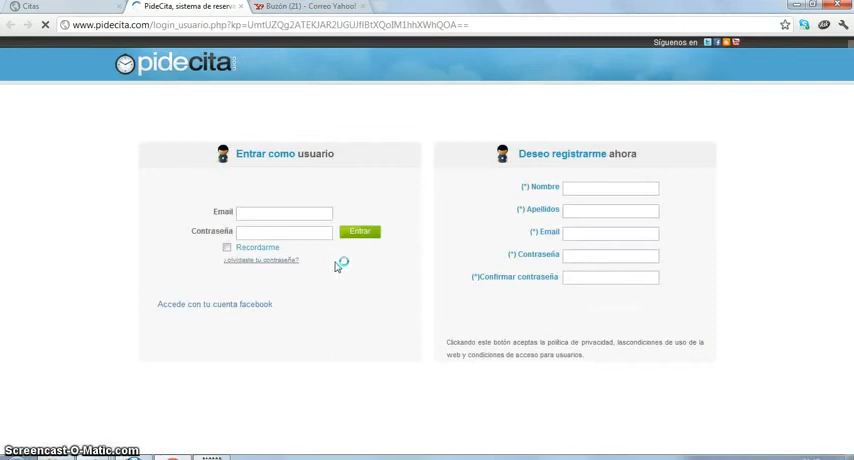 Citas
PideCita, sistema de reserv
Buzón (21) - Correo Yahoo!
www.pidecita.com/login_usuario.php?kp=UmtUZQg2ATEKJAR2UGUJflBtXQoIM1hhXWhQOA==
Síguenos en
pidecita
Entrar como usuario
Email
Contraseña
Entrar
Recordarme
¿olvidaste tu contraseña?
Accede con tu cuenta facebook
Deseo registrarme ahora
(*) Nombre
(*) Apellidos
(*) Email
(*) Contraseña
(*)Confirmar contraseña
Clickando este botón aceptas la política de privacidad, lascondiciones de uso de la
web y condiciones de acceso para usuarios.
Screencast-O-Matic.com